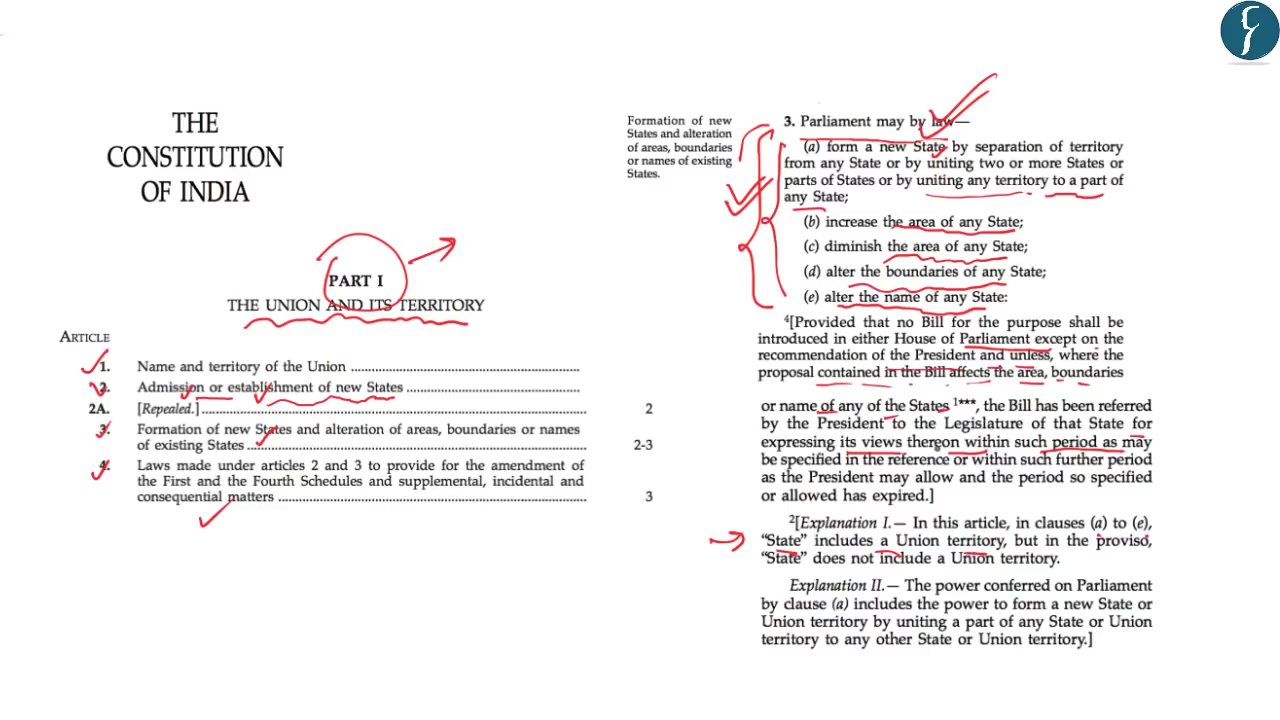 THE
CONSTITUTION
OF INDIA
PART I
THE UNION AND ITS TERRITORY
ARTICLE
1. Name and territory of the Union
2. Admission or establishment of new States
2A. [Repealed.] 2
3. Formation of new States and alteration of areas, boundaries or names
of existing States 2-3
4. Laws made under articles 2 and 3 to provide for the amendment of
the First and the Fourth Schedules and supplemental, incidental and
consequential matters 3
Formation of new
States and alteration
of areas, boundaries
or names of existing
States.
3. Parliament may by law—
(a) form a new State by separation of territory
from any State or by uniting two or more States or
parts of States or by uniting any territory to a part of
any State;
(b) increase the area of any State;
(c) diminish the area of any State;
(d) alter the boundaries of any State;
(e) alter the name of any State:
4[Provided that no Bill for the purpose shall be
introduced in either House of Parliament except on the
recommendation of the President and unless, where the
proposal contained in the Bill affects the area, boundaries
or name of any of the States 1***, the Bill has been referred
by the President to the Legislature of that State for
expressing its views thereon within such period as may
be specified in the reference or within such further period
as the President may allow and the period so specified
or allowed has expired.]
2[Explanation I.— In this article, in clauses (a) to (e),
“State” includes a Union territory, but in the proviso,
“State” does not include a Union territory.
Explanation II.— The power conferred on Parliament
by clause (a) includes the power to form a new State or
Union territory by uniting a part of any State or Union
territory to any other State or Union territory.]